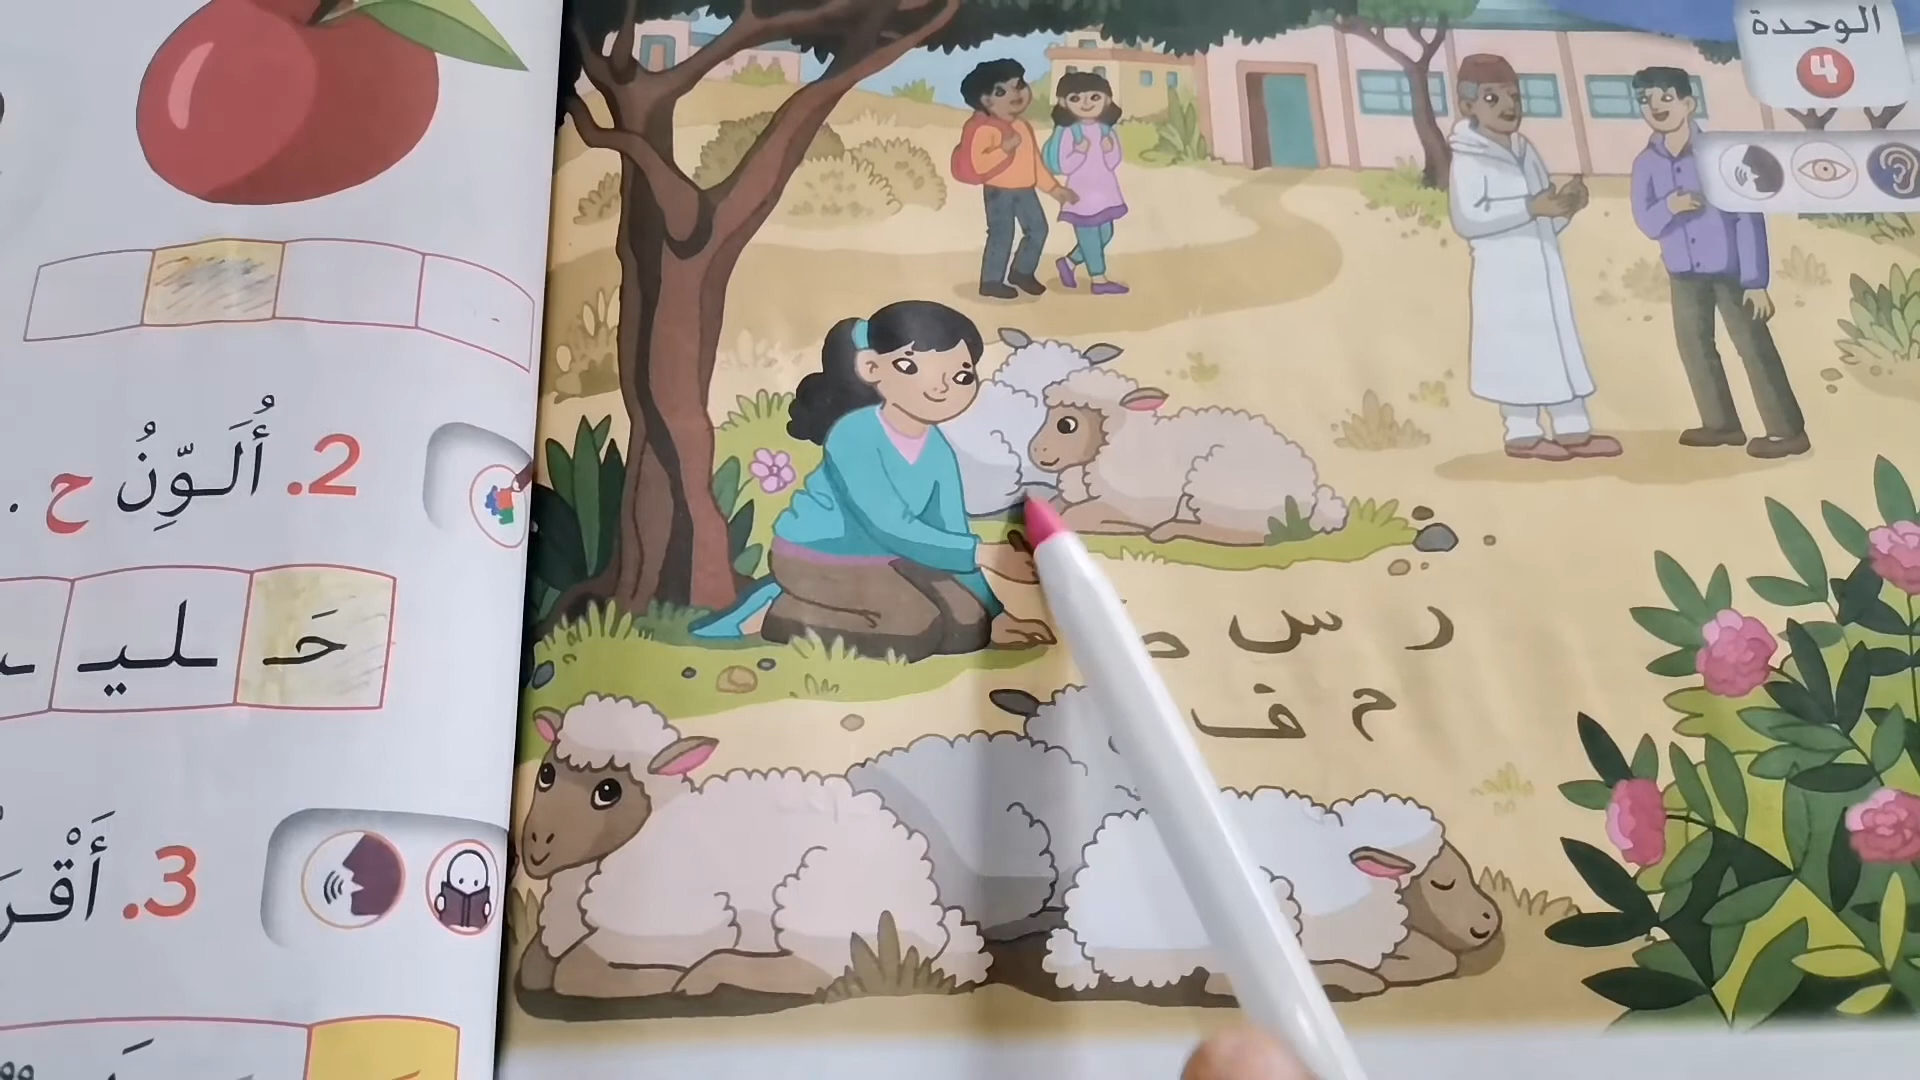 الوحدة
4
2. أُلَوِّنُ ح .
حَـ ـلـيـ
3.
ر س
ح ف